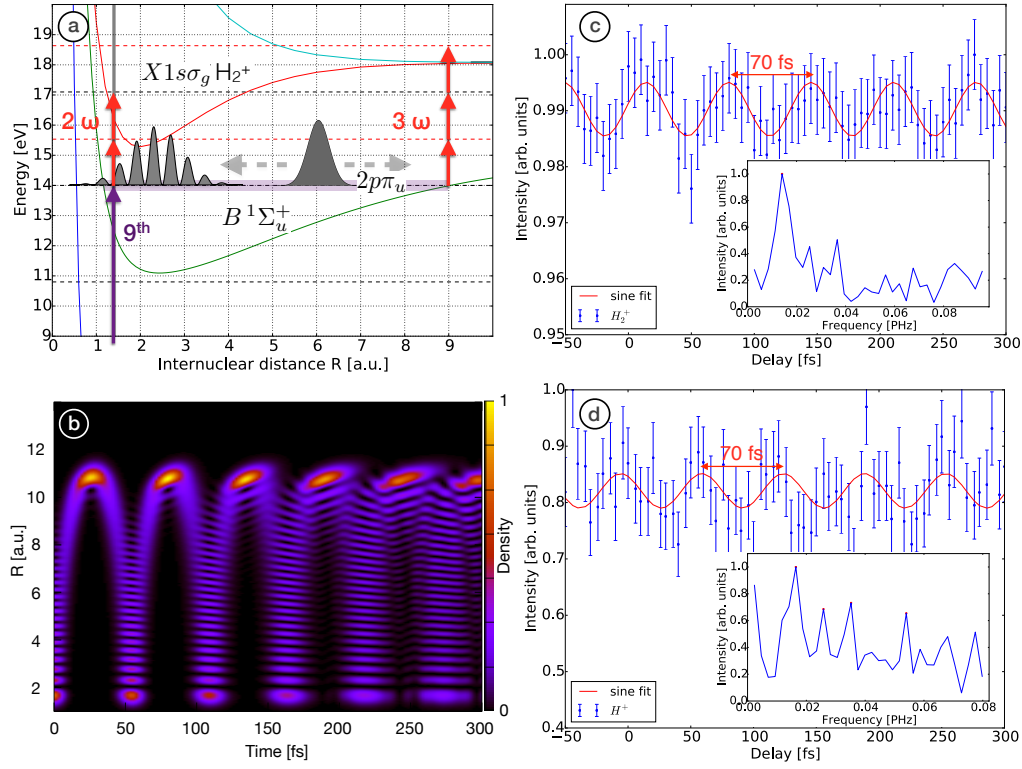 a
19
18
17
16
15
14
13
12
11
10
9
Energy [eV]
X1sσg H2+
2 ω
3 ω
2pπu
B ¹Σu+
9th
0 1 2 3 4 5 6 7 8 9
Internuclear distance R [a.u.]
b
12
10
8
6
4
2
R [a.u.]
1
0
Density
0 50 100 150 200 250 300
Time [fs]
c
1.00
0.99
0.98
0.97
0.96
0.95
Intensity [arb. units]
70 fs
1.0
0.8
0.6
0.4
0.2
0.0
Intensity [arb. units]
0.00 0.02 0.04 0.06 0.08
Frequency [PHz]
sine fit
H2+
−50 0 50 100 150 200 250 300
Delay [fs]
d
1.0
0.9
0.8
0.7
0.6
0.5
0.4
Intensity [arb. units]
70 fs
1.0
0.8
0.6
0.4
0.2
0.0
Intensity [arb. units]
0.00 0.02 0.04 0.06 0.08
Frequency [PHz]
sine fit
H+
−50 0 50 100 150 200 250 300
Delay [fs]